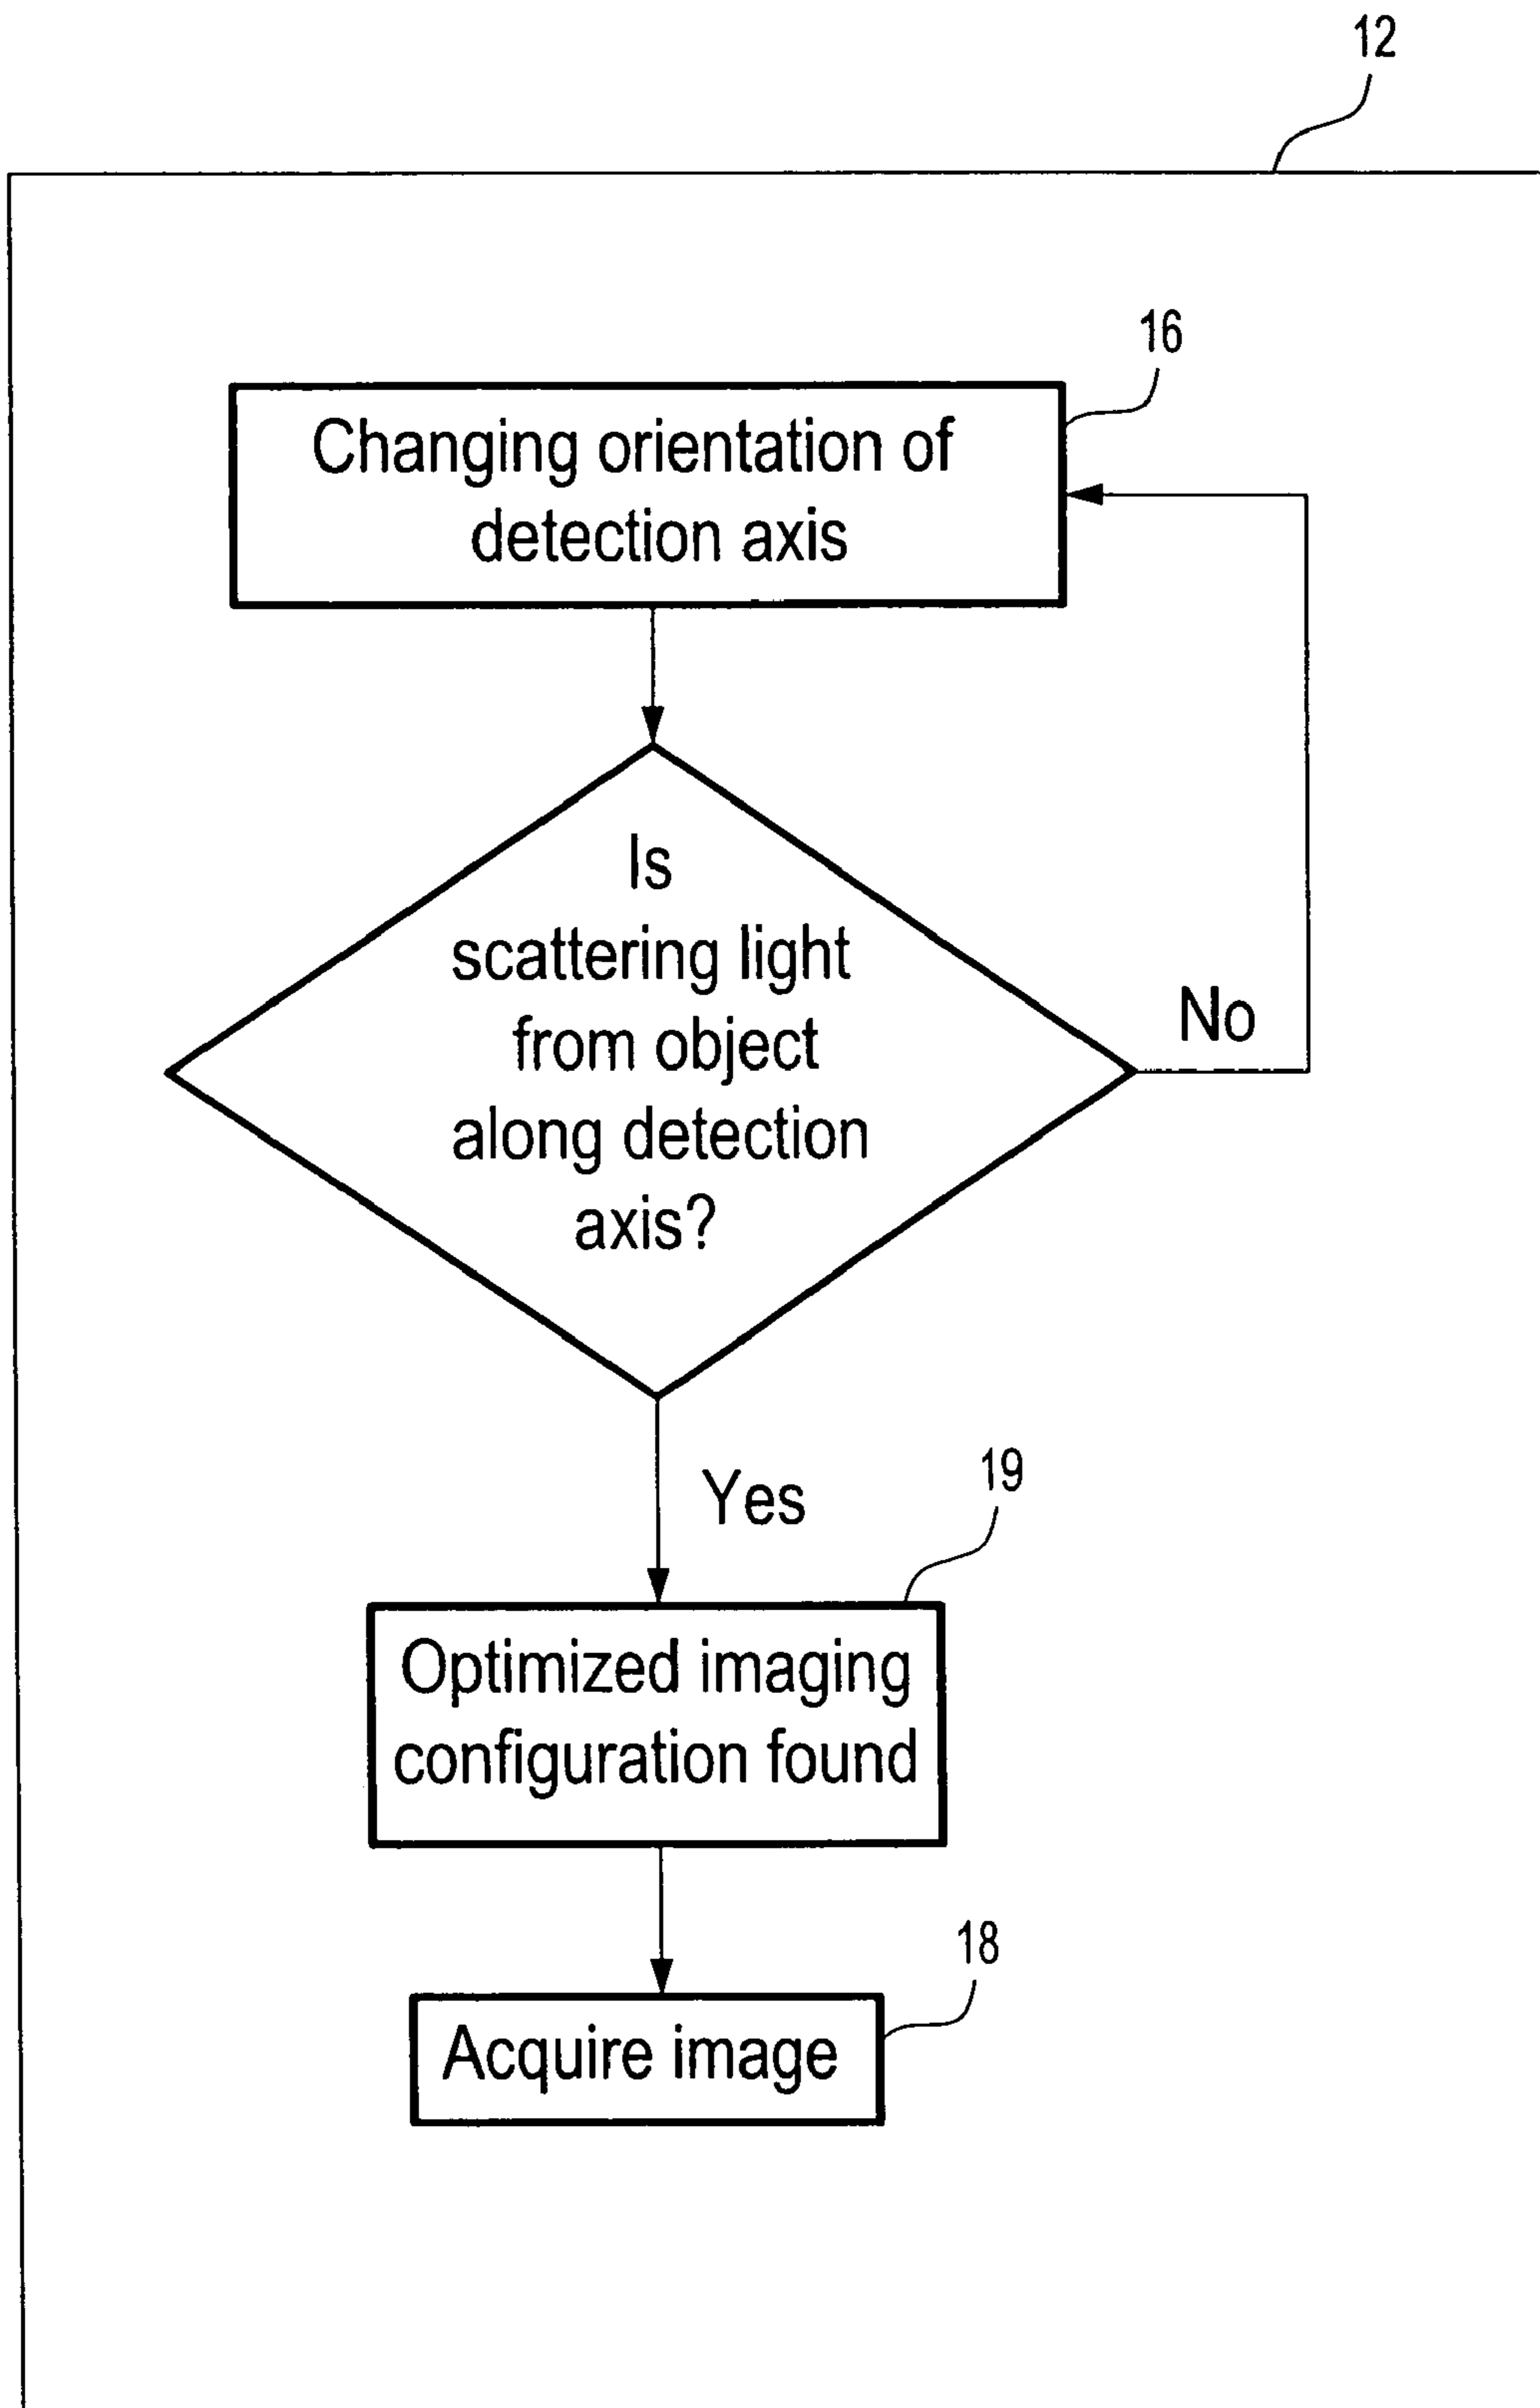 12
16
Changing orientation of
detection axis
Is
scattering light
from object
along detection
axis?
No
Yes
19
Optimized imaging
configuration found
18
Acquire image